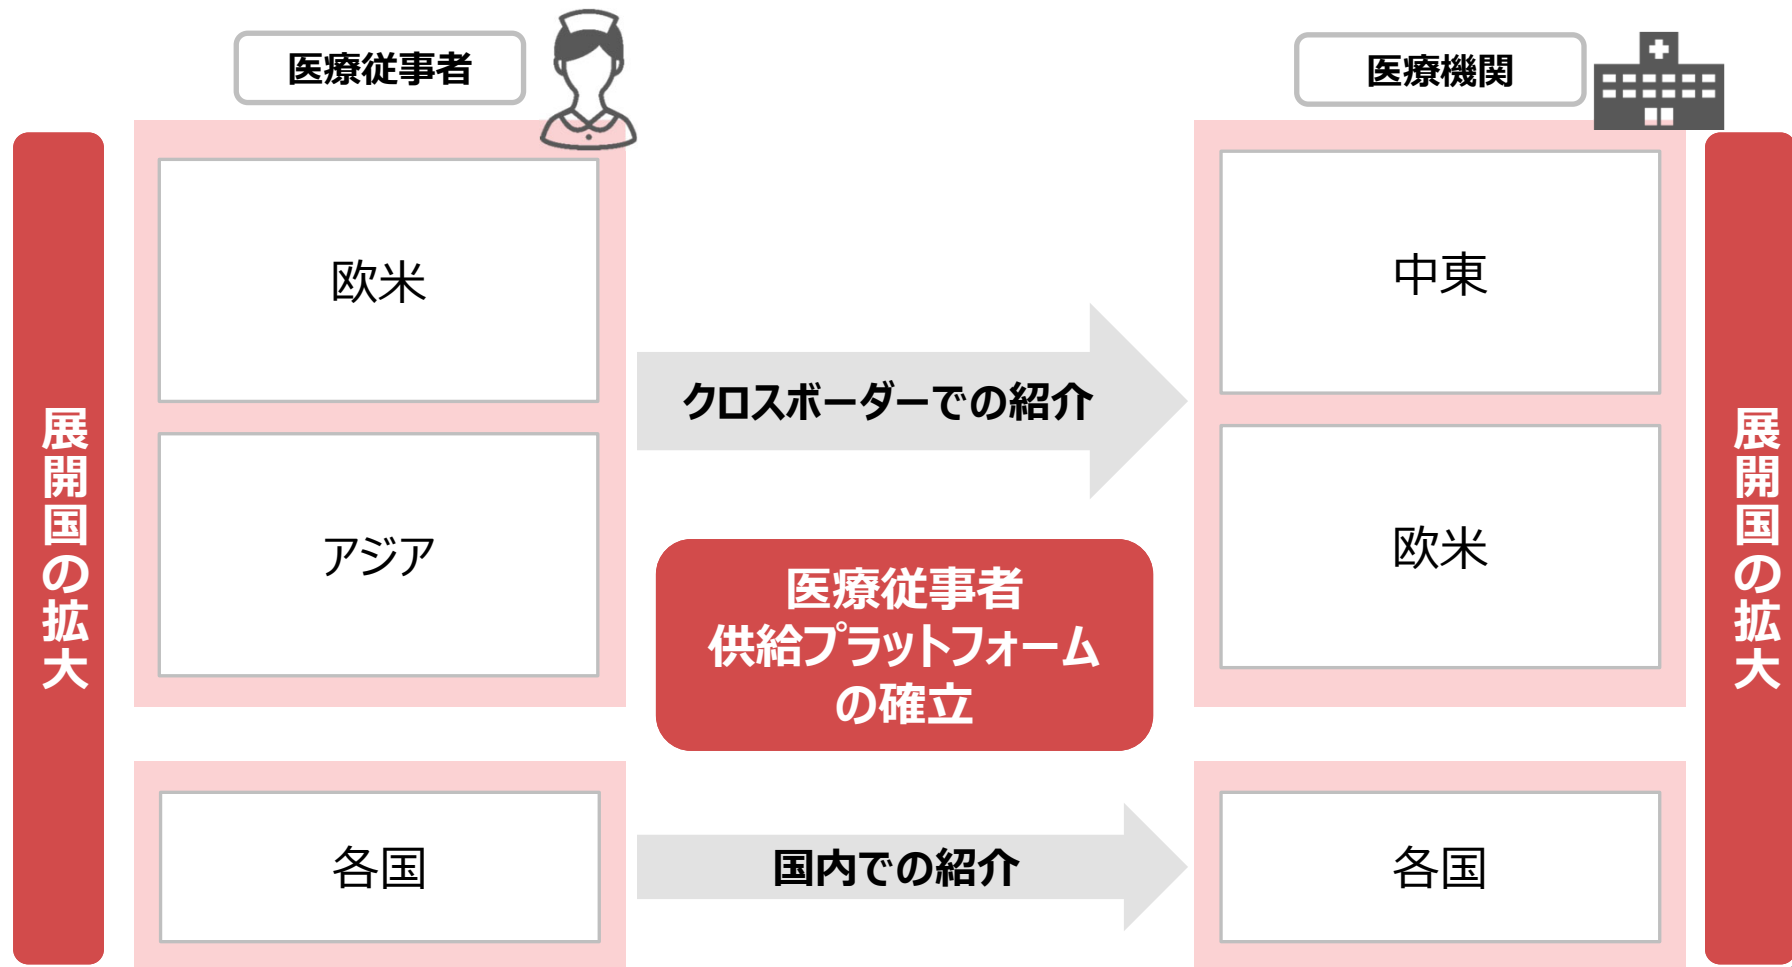 医療従事者
医療機関
展開国の拡大
欧米
アジア
クロスボーダーでの紹介
中東
欧米
展開国の拡大
医療従事者
供給プラットフォーム
の確立
各国
国内での紹介
各国